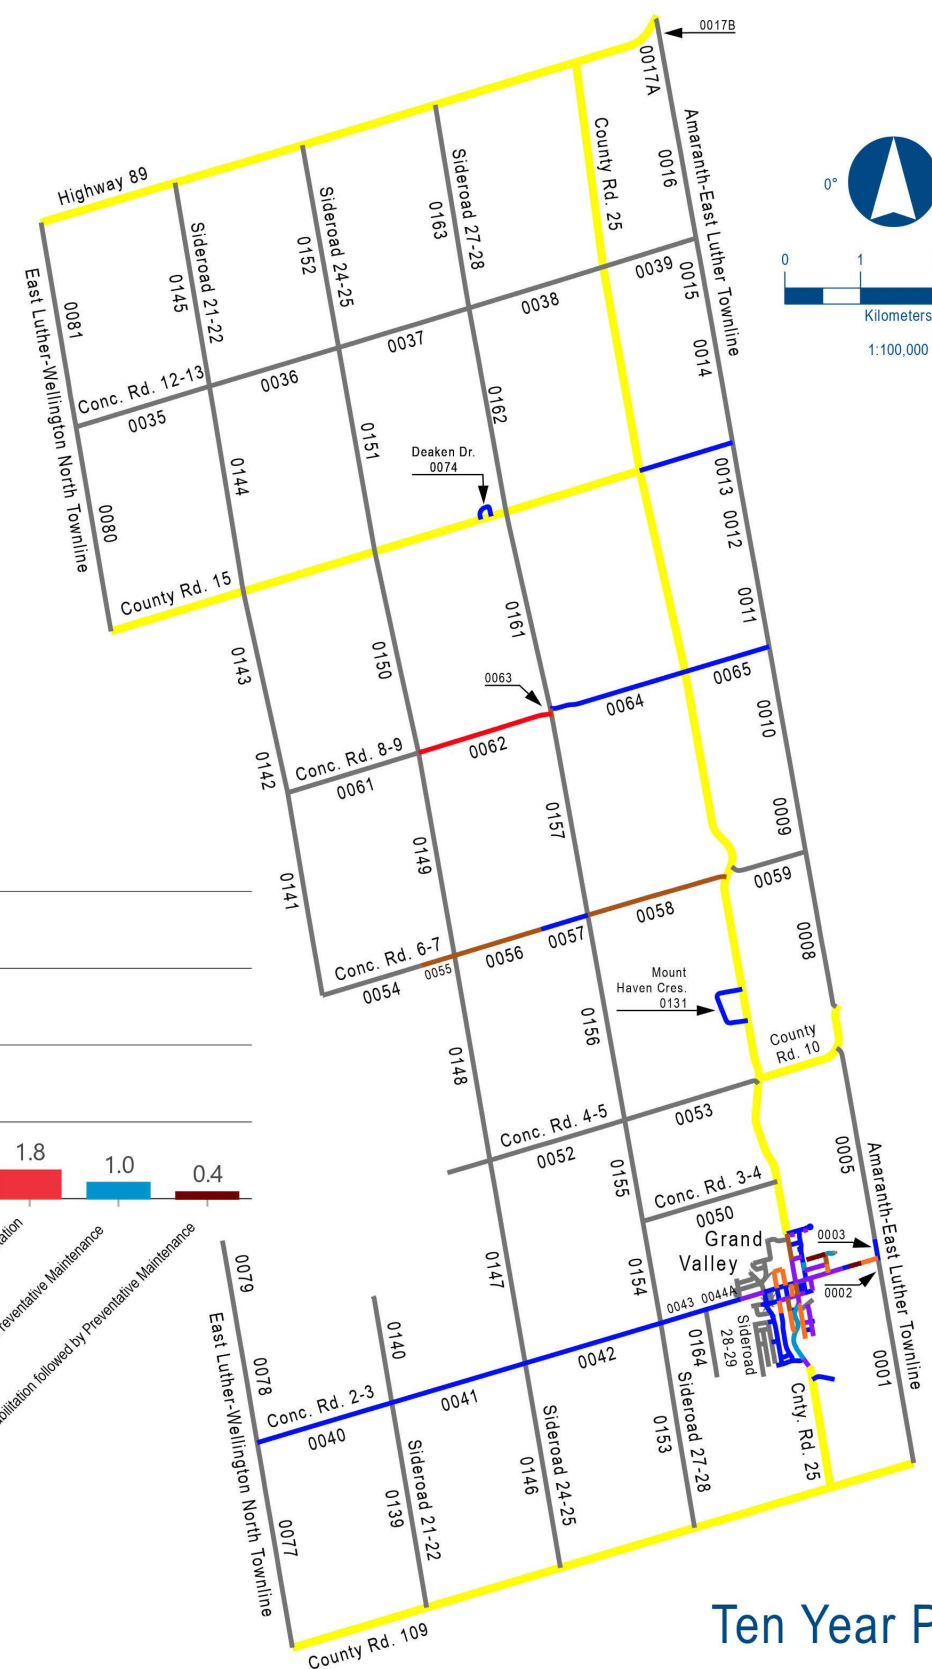 0017B
0017A
Amaranth-East Luther Townline
0016
County Rd. 25
Highway 89
Sideroad 27-28
0163
Sideroad 24-25
0152
Sideroad 21-22
0145
East Luther-Wellington North Townline
0081
0°
0 1
Kilometers
1:100,000
0039
0015
0038
0014
0037
0036
Conc. Rd. 12-13
0035
0162
0151
Deaken Dr.
0074
0144
0013
0080
0012
County Rd. 15
0011
0161
0143
0150
0063
0065
0064
0010
0142
Conc. Rd. 8-9
0062
0061
0157
0009
0149
0141
0059
0058
0057
0008
Conc. Rd. 6-7
0056
0055
0054
Mount
Haven Cres.
0131
0156
County
Rd. 10
0148
Conc. Rd. 4-5
0053
0052
0005
Amaranth-East Luther Townline
0155
Conc. Rd. 3-4
0050
Grand
Valley
0003
0002
1.8
1.0
0.4
reventative Maintenance
bilitation followed by Preventative Maintenance
0079
0147
0154
0043
0044A
Sideroad
28-29
0164
0140
East Luther-Wellington North Townline
0078
Conc. Rd. 2-3
0042
0041
0040
0001
Cnty. Rd. 25
Sideroad 27-28
0153
Sideroad 24-25
0146
Sideroad 21-22
0139
0077
County Rd. 109
Ten Year P